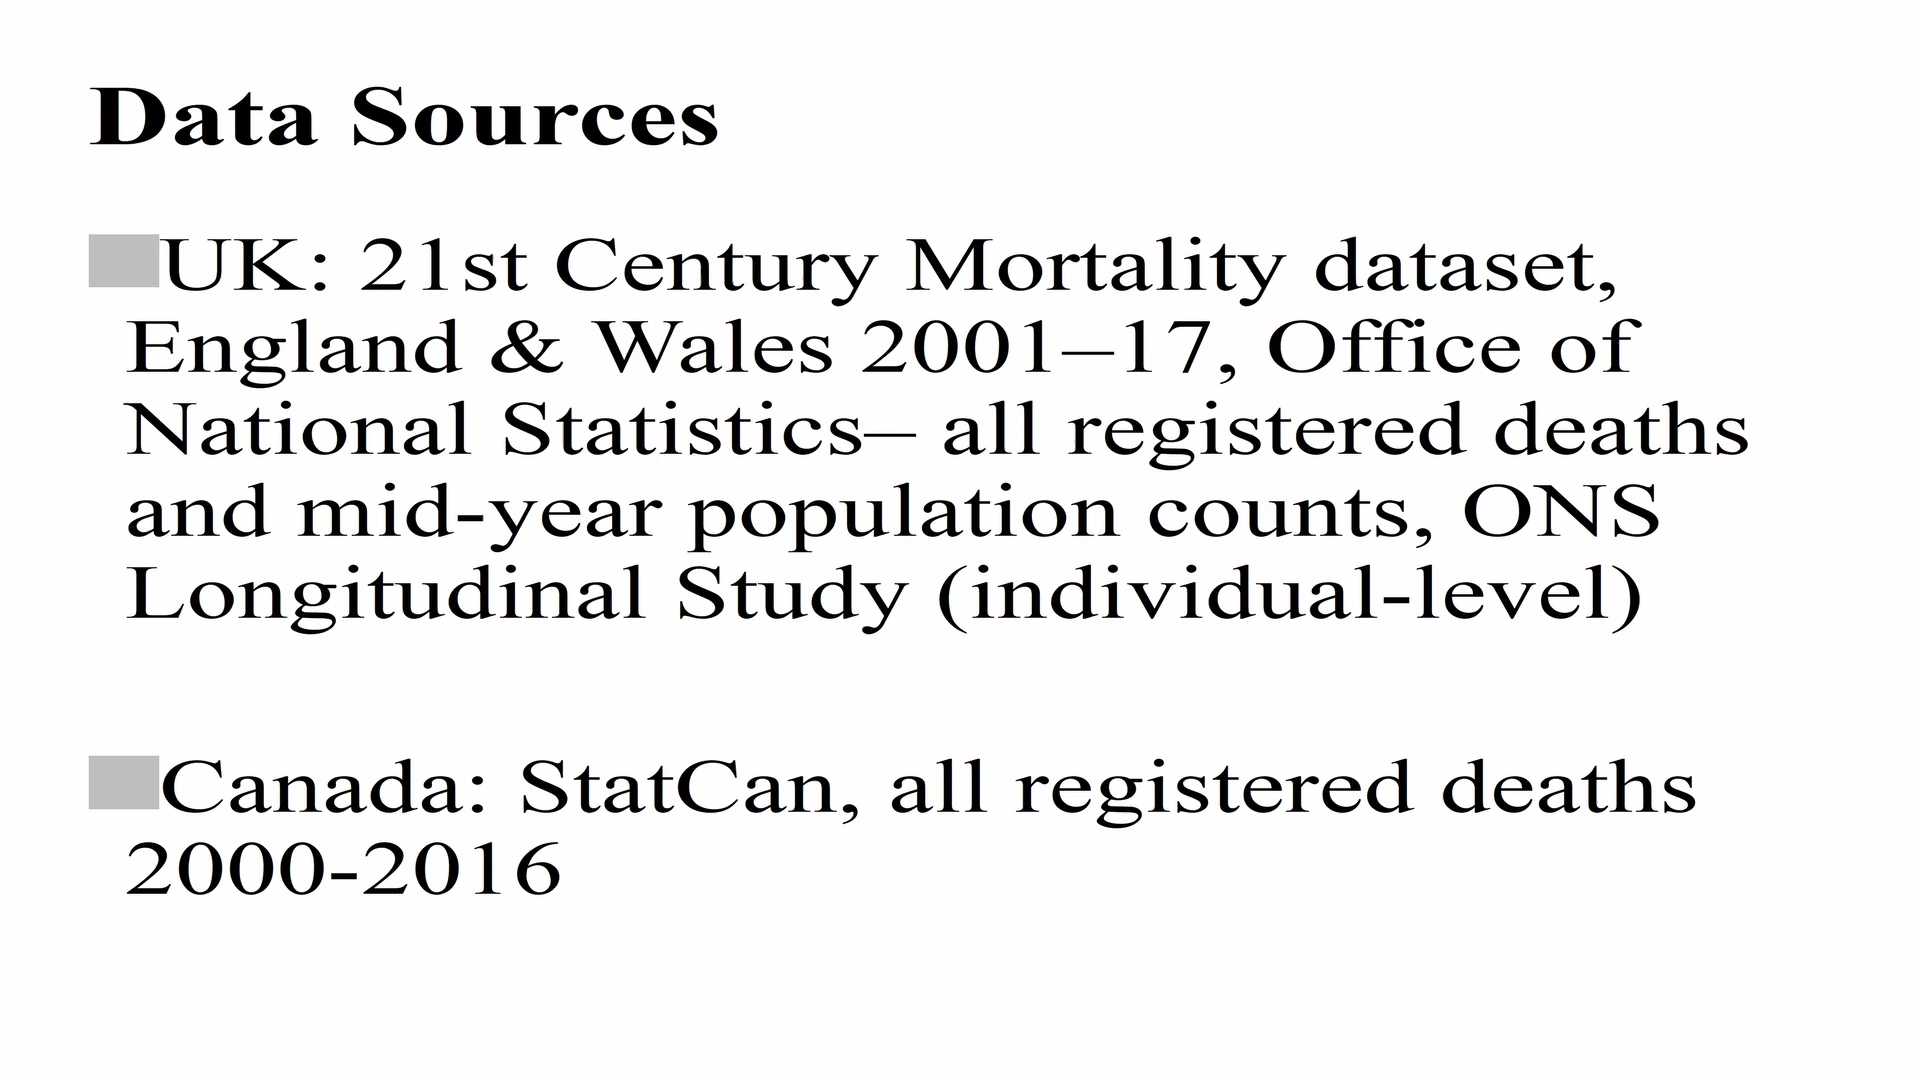 Data Sources
UK: 21st Century Mortality dataset,
England & Wales 2001–17, Office of
National Statistics– all registered deaths
and mid-year population counts, ONS
Longitudinal Study (individual-level)
Canada: StatCan, all registered deaths
2000-2016